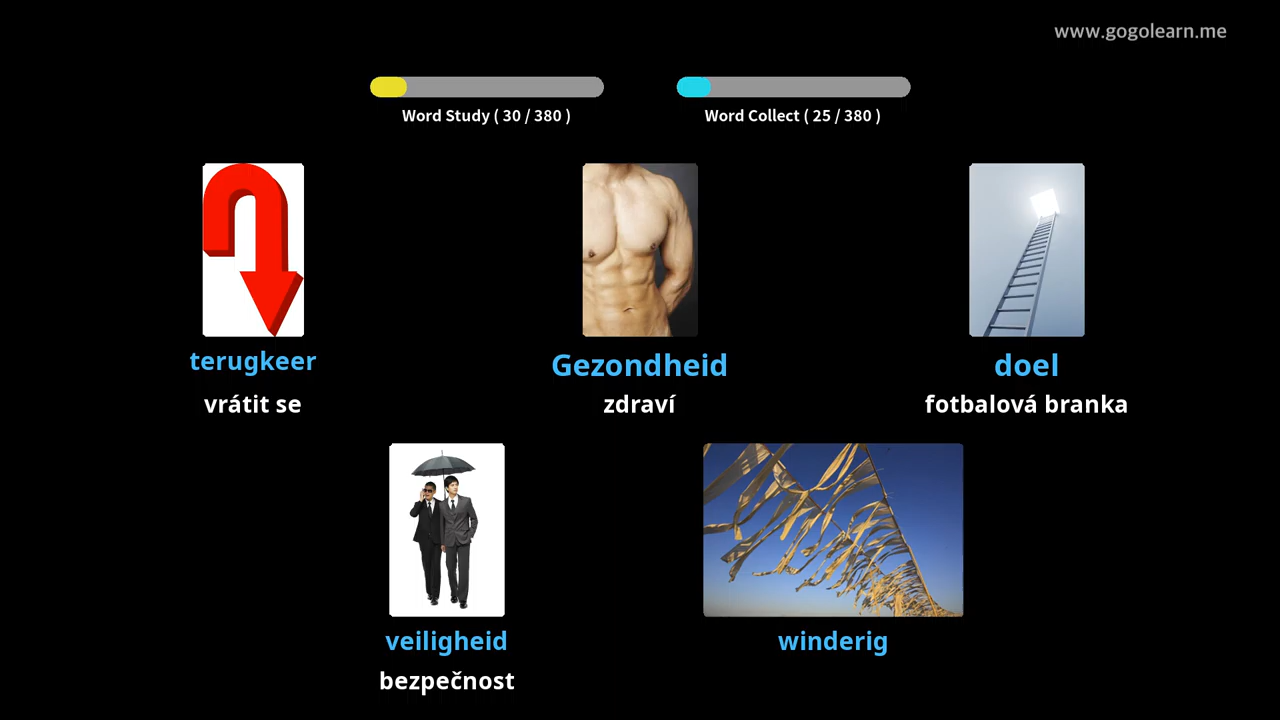 www.gogolearn.me
Word Study ( 30 / 380 )
Word Collect ( 25 / 380 )
terugkeer
vrátit se
Gezondheid
zdraví
doel
fotbalová branka
veiligheid
bezpečnost
winderig